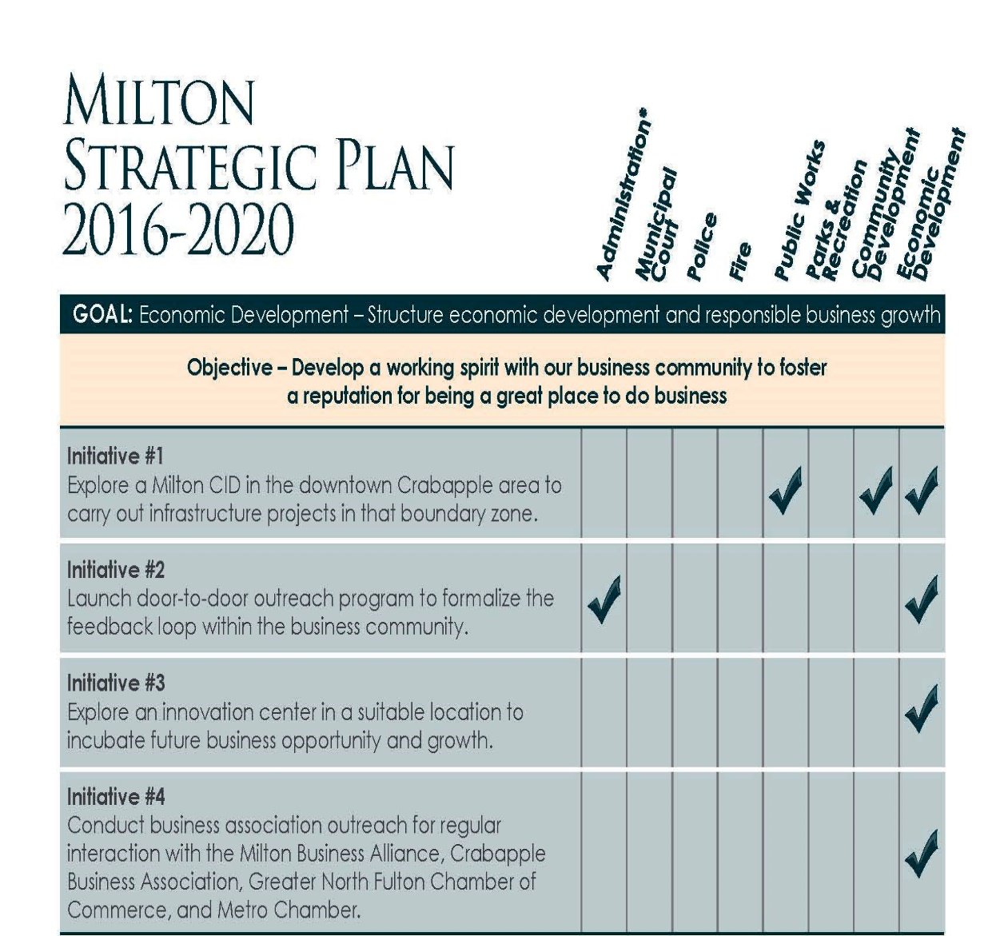 MILTON
STRATEGIC PLAN
2016-2020
Administration*
Municipal
Court
Police
Fire
Public Works
Parks &
Recreation
Community
Development
Economic
Development
GOAL: Economic Development – Structure economic development and responsible business growth
Objective – Develop a working spirit with our business community to foster
a reputation for being a great place to do business
Initiative #1
Explore a Milton CID in the downtown Crabapple area to
carry out infrastructure projects in that boundary zone.
Initiative #2
Launch door-to-door outreach program to formalize the
feedback loop within the business community.
Initiative #3
Explore an innovation center in a suitable location to
incubate future business opportunity and growth.
Initiative #4
Conduct business association outreach for regular
interaction with the Milton Business Alliance, Crabapple
Business Association, Greater North Fulton Chamber of
Commerce, and Metro Chamber.